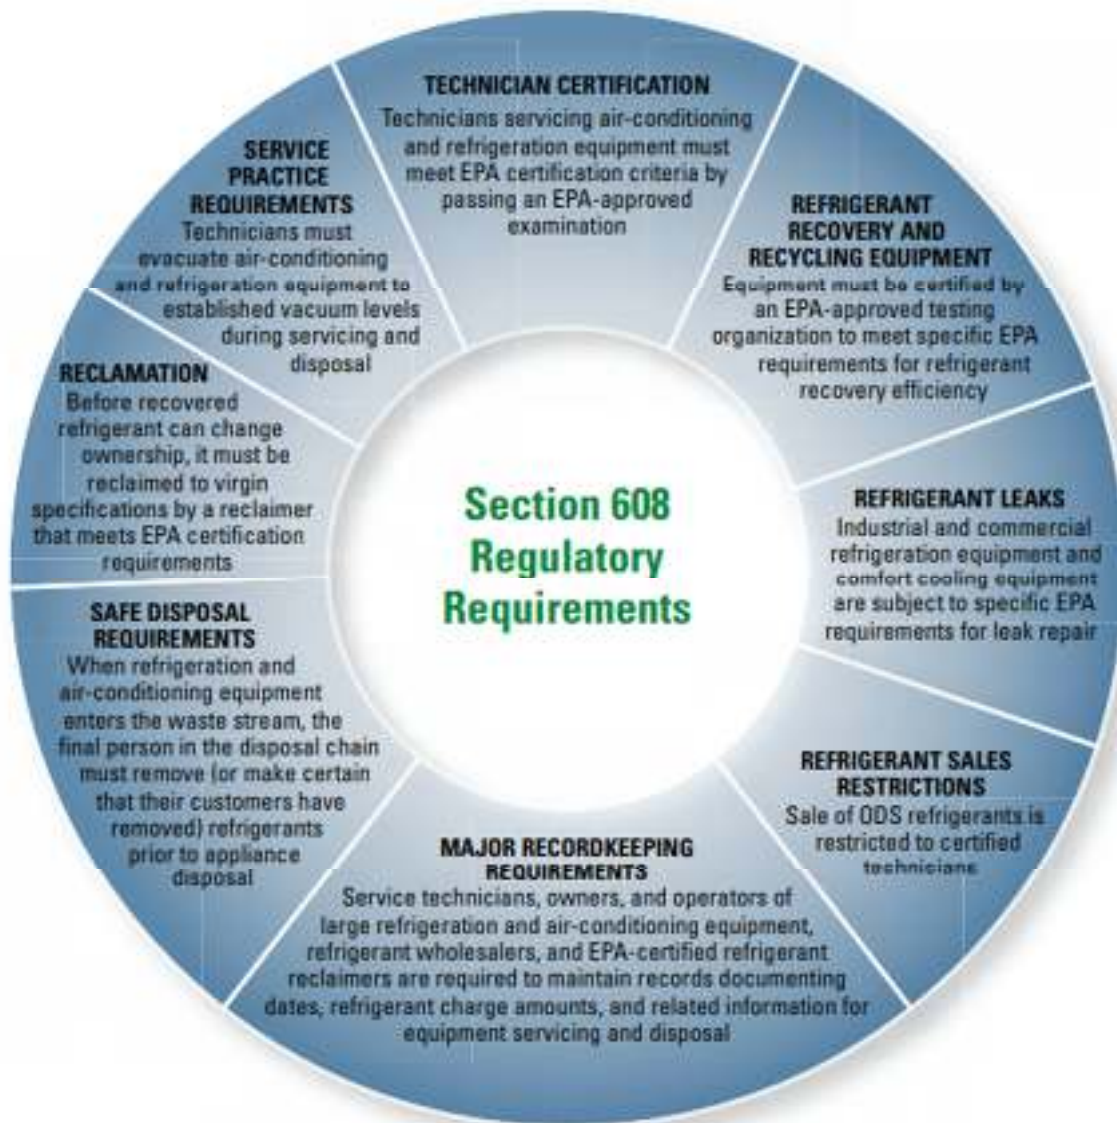 TECHNICIAN CERTIFICATION
Technicians servicing air-conditioning
and refrigeration equipment must
meet EPA certification criteria by
passing an EPA-approved
examination
REFRIGERANT
RECOVERY AND
RECYCLING EQUIPMENT
Equipment must be certified by
an EPA-approved testing
organization to meet specific EPA
requirements for refrigerant
recovery efficiency
REFRIGERANT LEAKS
Industrial and commercial
refrigeration equipment and
comfort cooling equipment
are subject to specific EPA
requirements for leak repair
REFRIGERANT SALES
RESTRICTIONS
Sale of ODS refrigerants is
restricted to certified
technicians
MAJOR RECORDKEEPING
REQUIREMENTS
Service technicians, owners, and operators of
large refrigeration and air-conditioning equipment,
refrigerant wholesalers, and EPA-certified refrigerant
reclaimers are required to maintain records documenting
dates, refrigerant charge amounts, and related information for
equipment servicing and disposal
SAFE DISPOSAL
REQUIREMENTS
When refrigeration and
air-conditioning equipment
enters the waste stream, the
final person in the disposal chain
must remove (or make certain
that their customers have
removed) refrigerants
prior to appliance
disposal
RECLAMATION
Before recovered
refrigerant can change
ownership, it must be
reclaimed to virgin
specifications by a reclaimer
that meets EPA certification
requirements
SERVICE
PRACTICE
REQUIREMENTS
Technicians must
evacuate air-conditioning
and refrigeration equipment to
established vacuum levels
during servicing and
disposal
Section 608
Regulatory
Requirements